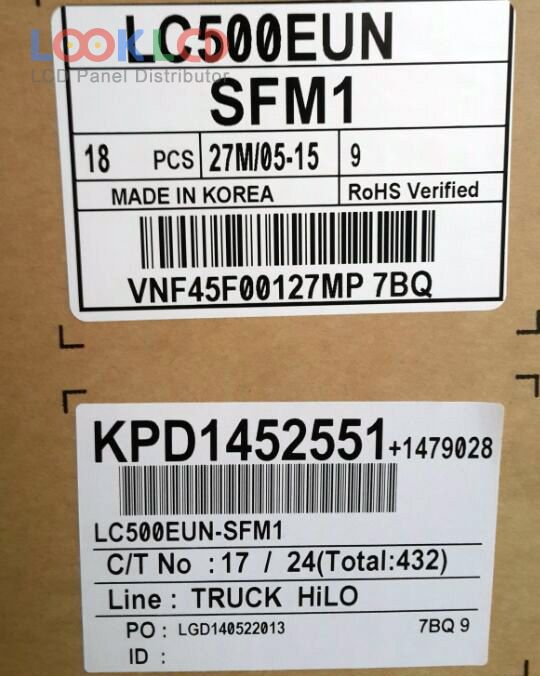 LOOKLCD
LCD Panel Distributor
LC500EUN
SFM1
18 PCS 27M/05-15 9
MADE IN KOREA RoHS Verified
VNF45F00127MP 7BQ
KPD1452551+1479028
LC500EUN-SFM1
C/T No : 17 / 24(Total:432)
Line : TRUCK HiLO
PO : LGD140522013 7BQ 9
ID :